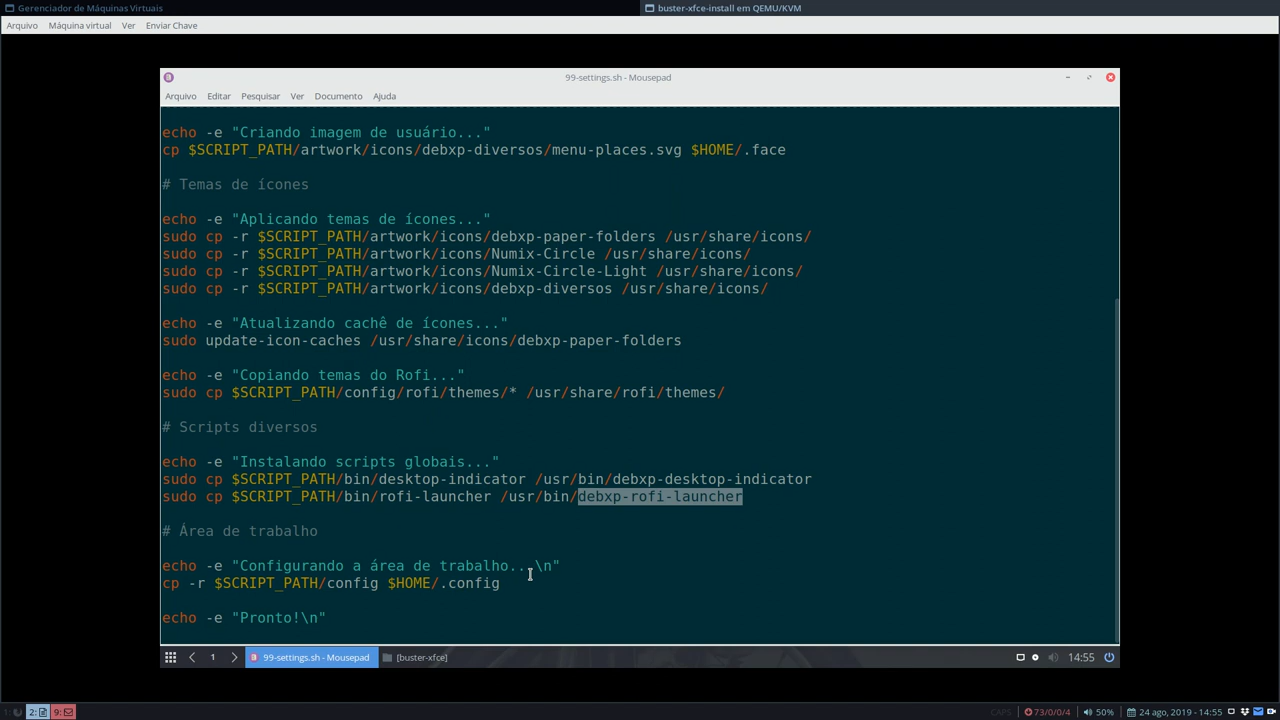 Gerenciador de Máquinas Virtuais
buster-xfce-install em QEMU/KVM
Arquivo Máquina virtual Ver Enviar Chave
99-settings.sh - Mousepad
Arquivo Editar Pesquisar Ver Documento Ajuda
echo -e "Criando imagem de usuário..."
cp $SCRIPT_PATH/artwork/icons/debxp-diversos/menu-places.svg $HOME/.face
# Temas de ícones
echo -e "Aplicando temas de ícones..."
sudo cp -r $SCRIPT_PATH/artwork/icons/debxp-paper-folders /usr/share/icons/
sudo cp -r $SCRIPT_PATH/artwork/icons/Numix-Circle /usr/share/icons/
sudo cp -r $SCRIPT_PATH/artwork/icons/Numix-Circle-Light /usr/share/icons/
sudo cp -r $SCRIPT_PATH/artwork/icons/debxp-diversos /usr/share/icons/
echo -e "Atualizando cachê de ícones..."
sudo update-icon-caches /usr/share/icons/debxp-paper-folders
echo -e "Copiando temas do Rofi..."
sudo cp $SCRIPT_PATH/config/rofi/themes/* /usr/share/rofi/themes/
# Scripts diversos
echo -e "Instalando scripts globais..."
sudo cp $SCRIPT_PATH/bin/desktop-indicator /usr/bin/debxp-desktop-indicator
sudo cp $SCRIPT_PATH/bin/rofi-launcher /usr/bin/debxp-rofi-launcher
# Área de trabalho
echo -e "Configurando a área de trabalho...\n"
cp -r $SCRIPT_PATH/config $HOME/.config
echo -e "Pronto!\n"
1 99-settings.sh - Mousepad [buster-xfce] 14:55
1: 2: 9: CAPS 73/0/0/4 50% 24 ago, 2019 - 14:55